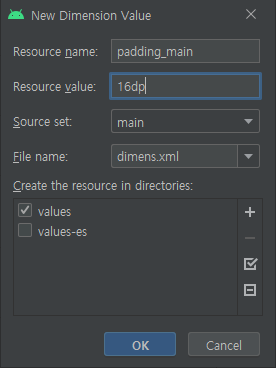 New Dimension Value
Resource name: padding_main
Resource value: 16dp
Source set: main
File name: dimens.xml
Create the resource in directories:
values
values-es
OK Cancel